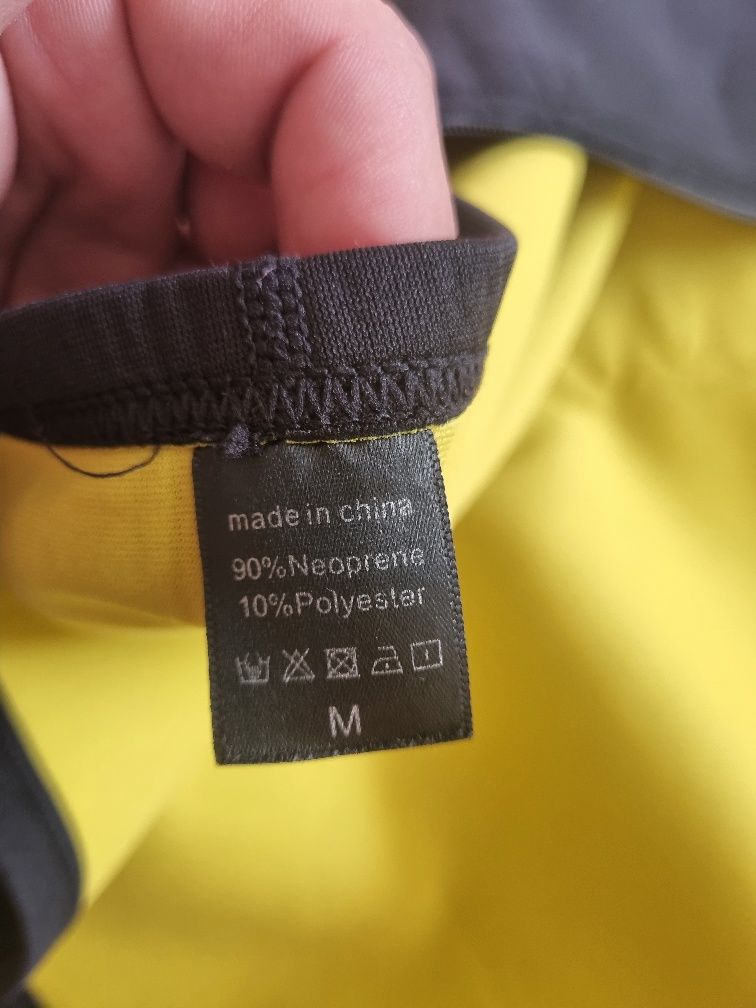 made in china
90%Neoprene
10%Polyester
M